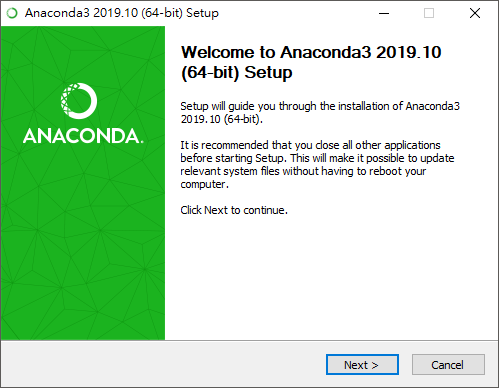 Anaconda3 2019.10 (64-bit) Setup
Welcome to Anaconda3 2019.10
(64-bit) Setup
ANACONDA.
Setup will guide you through the installation of Anaconda3
2019.10 (64-bit).
It is recommended that you close all other applications
before starting Setup. This will make it possible to update
relevant system files without having to reboot your
computer.
Click Next to continue.
Next >
Cancel